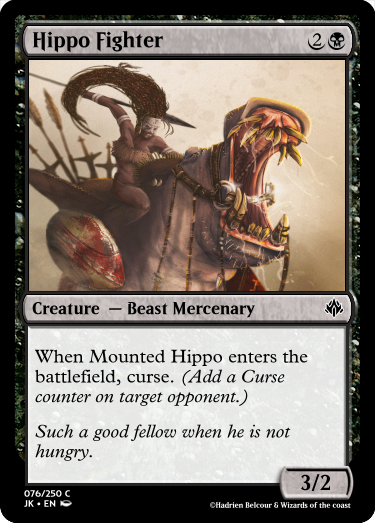 Hippo Fighter 2
Creature — Beast Mercenary
When Mounted Hippo enters the
battlefield, curse. (Add a Curse
counter on target opponent.)
Such a good fellow when he is not
hungry.
3/2
076/250 C
JK • EN
©Hadrien Belcour & Wizards of the coast